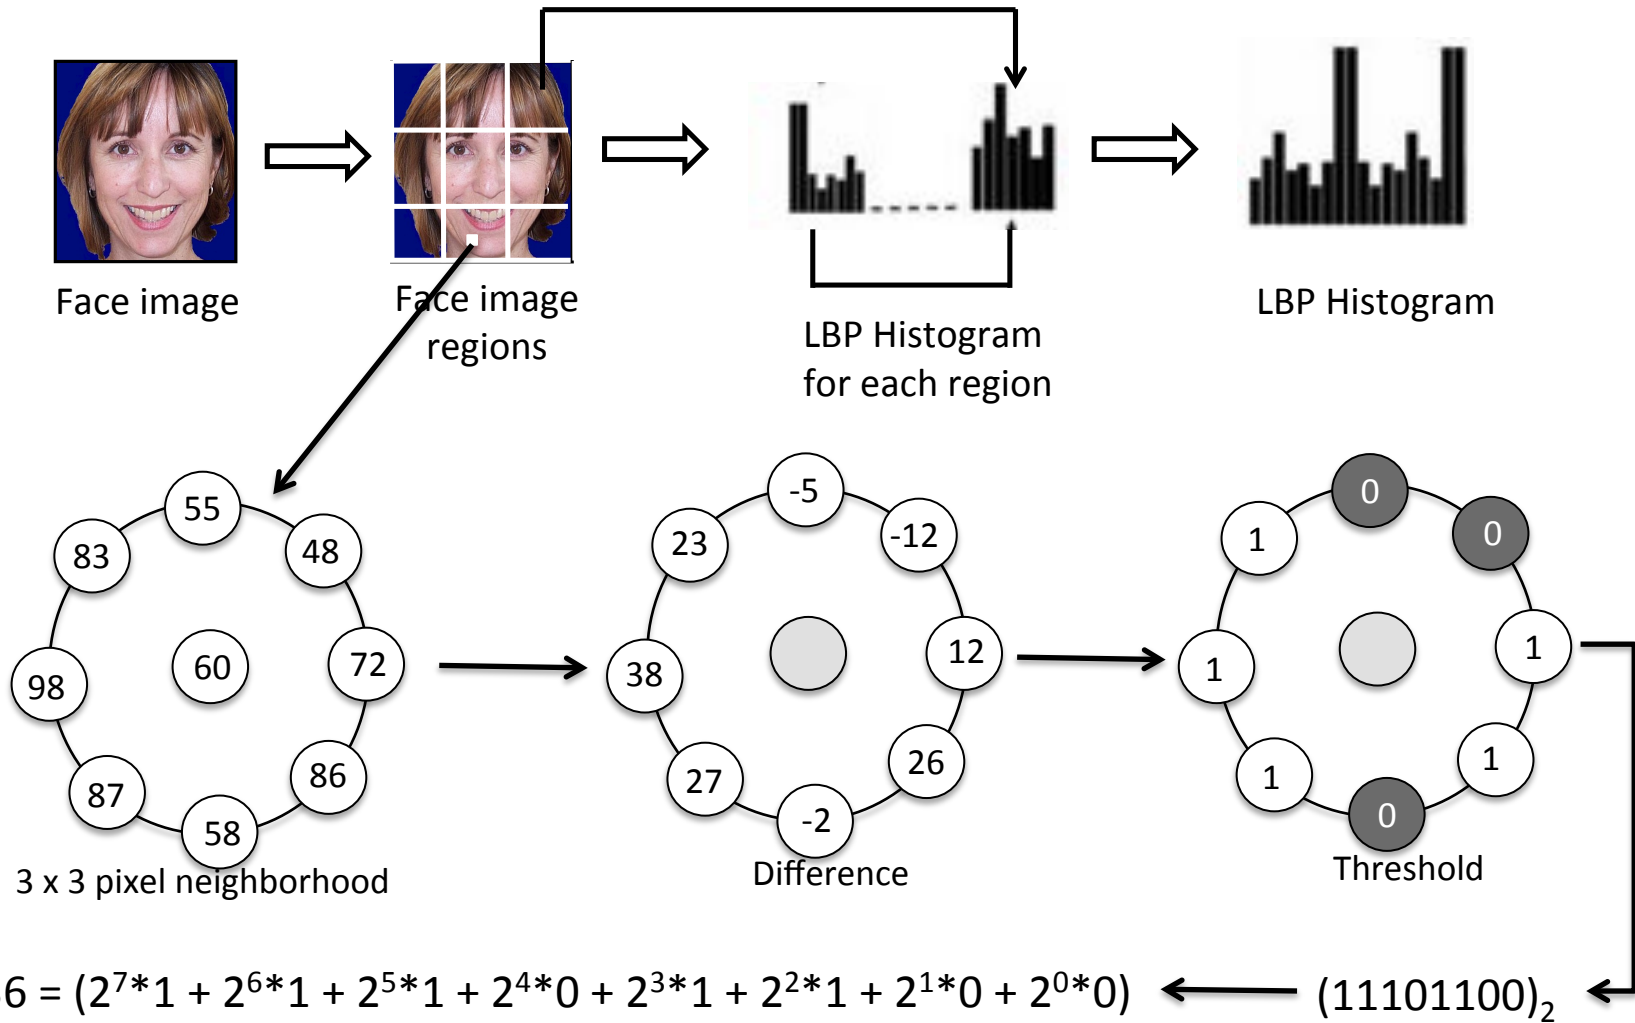 Face image
Face image
regions
LBP Histogram
for each region
LBP Histogram
55
83
48
60
72
98
87
86
58
3 x 3 pixel neighborhood
-5
23
-12
38
12
27
26
-2
Difference
0
1
0
1
1
1
1
0
Threshold
6 = (2⁷*1 + 2⁶*1 + 2⁵*1 + 2⁴*0 + 2³*1 + 2²*1 + 2¹*0 + 2⁰*0)
(11101100)₂